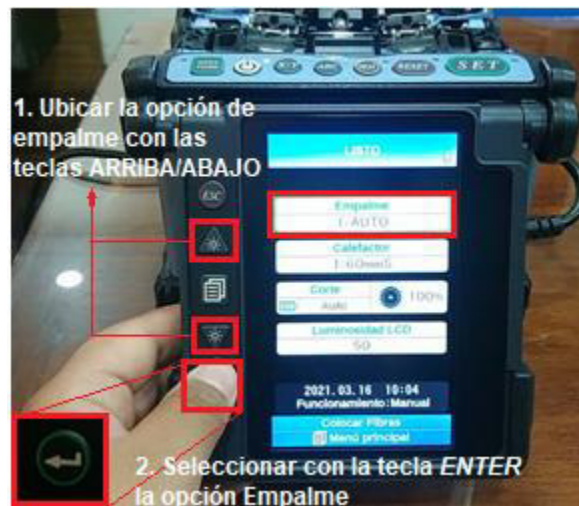 SET
RESET
1. Ubicar la opción de
empalme con las
teclas ARRIBA/ABAJO
LISTO
ESC
Empalme
1-AUTO
Calefactor
1-60mmS
Corte
Auto
100%
Luminosidad LCD
50
2021.03.16 10:04
Funcionamiento:Manual
Colocar Fibras
Menú principal
2. Seleccionar con la tecla ENTER
la opción Empalme